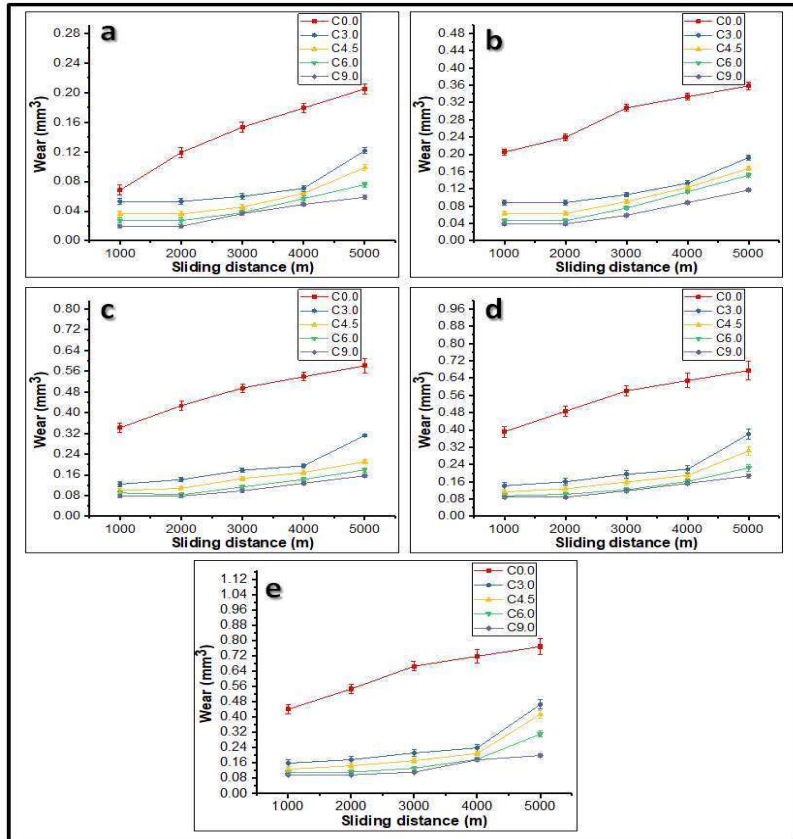 a
C0.0
C3.0
C4.5
C6.0
C9.0
0.28
0.24
0.20
0.16
0.12
0.08
0.04
0.00
Wear (mm³)
1000 2000 3000 4000 5000
Sliding distance (m)
b
C0.0
C3.0
C4.5
C6.0
C9.0
0.48
0.44
0.40
0.36
0.32
0.28
0.24
0.20
0.16
0.12
0.08
0.04
0.00
Wear (mm³)
1000 2000 3000 4000 5000
Sliding distance (m)
c
C0.0
C3.0
C4.5
C6.0
C9.0
0.80
0.72
0.64
0.56
0.48
0.40
0.32
0.24
0.16
0.08
0.00
Wear (mm³)
1000 2000 3000 4000 5000
Sliding distance (m)
d
C0.0
C3.0
C4.5
C6.0
C9.0
0.96
0.88
0.80
0.72
0.64
0.56
0.48
0.40
0.32
0.24
0.16
0.08
0.00
Wear (mm³)
1000 2000 3000 4000 5000
Sliding distance (m)
e
C0.0
C3.0
C4.5
C6.0
C9.0
1.12
1.04
0.96
0.88
0.80
0.72
0.64
0.56
0.48
0.40
0.32
0.24
0.16
0.08
0.00
Wear (mm³)
1000 2000 3000 4000 5000
Sliding distance (m)